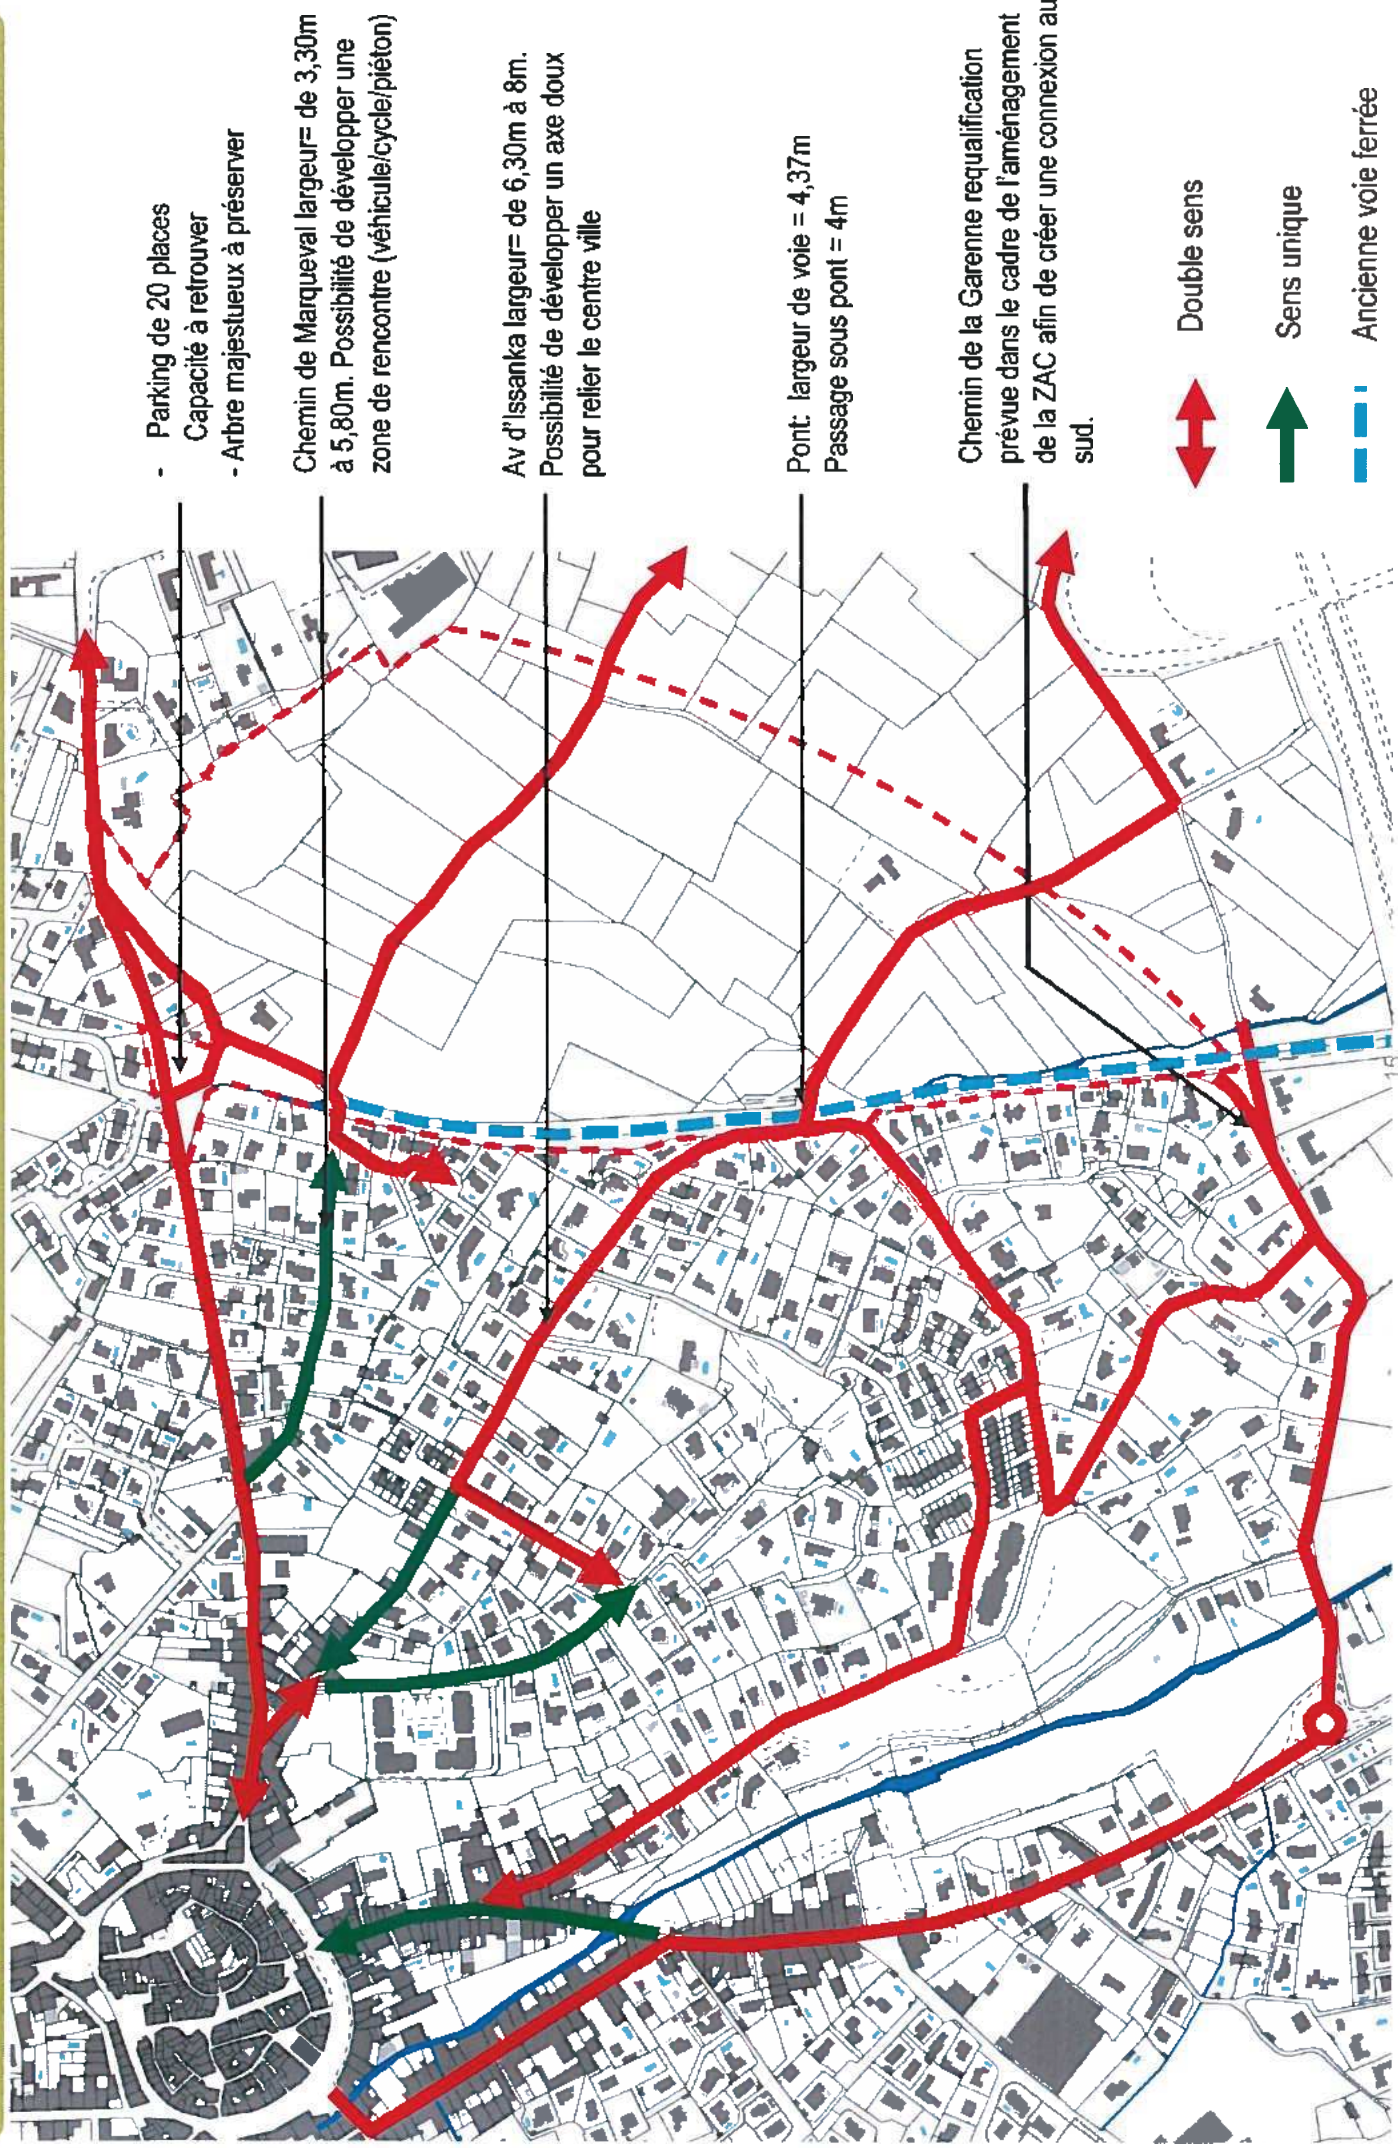 - Parking de 20 places
Capacité à retrouver
- Arbre majestueux à préserver
Chemin de Marqueval largeur= de 3,30m
à 5,80m. Possibilité de développer une
zone de rencontre (véhicule/cycle/piéton)
Av d'Issanka largeur= de 6,30m à 8m.
Possibilité de développer un axe doux
pour relier le centre ville
Pont: largeur de voie = 4,37m
Passage sous pont = 4m
Chemin de la Garenne requalification
prévue dans le cadre de l'aménagement
de la ZAC afin de créer une connexion au
sud.
Double sens
Sens unique
Ancienne voie ferrée